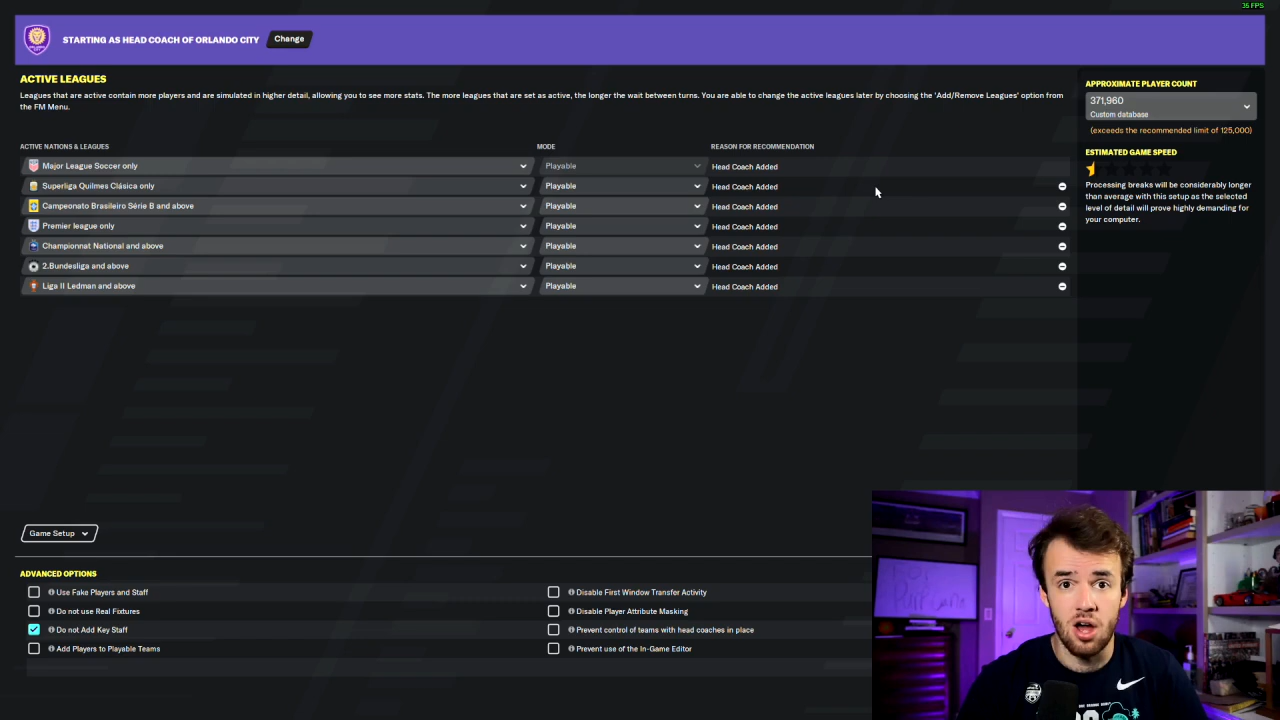 35 FPS
STARTING AS HEAD COACH OF ORLANDO CITY
Change
ACTIVE LEAGUES
Leagues that are active contain more players and are simulated in higher detail, allowing you to see more stats. The more leagues that are set as active, the longer the wait between turns. You are able to change the active leagues later by choosing the 'Add/Remove Leagues' option from
the FM Menu.
ACTIVE NATIONS & LEAGUES MODE REASON FOR RECOMMENDATION
Major League Soccer only Playable Head Coach Added
Superliga Quilmes Clásica only Playable Head Coach Added
Campeonato Brasileiro Série B and above Playable Head Coach Added
Premier league only Playable Head Coach Added
Championnat National and above Playable Head Coach Added
2.Bundesliga and above Playable Head Coach Added
Liga II Ledman and above Playable Head Coach Added
APPROXIMATE PLAYER COUNT
371,960
Custom database
(exceeds the recommended limit of 125,000)
ESTIMATED GAME SPEED
Processing breaks will be considerably longer
than average with this setup as the selected
level of detail will prove highly demanding for
your computer.
Game Setup
ADVANCED OPTIONS
Use Fake Players and Staff
Do not use Real Fixtures
Do not Add Key Staff
Add Players to Playable Teams
Disable First Window Transfer Activity
Disable Player Attribute Masking
Prevent control of teams with head coaches in place
Prevent use of the In-Game Editor